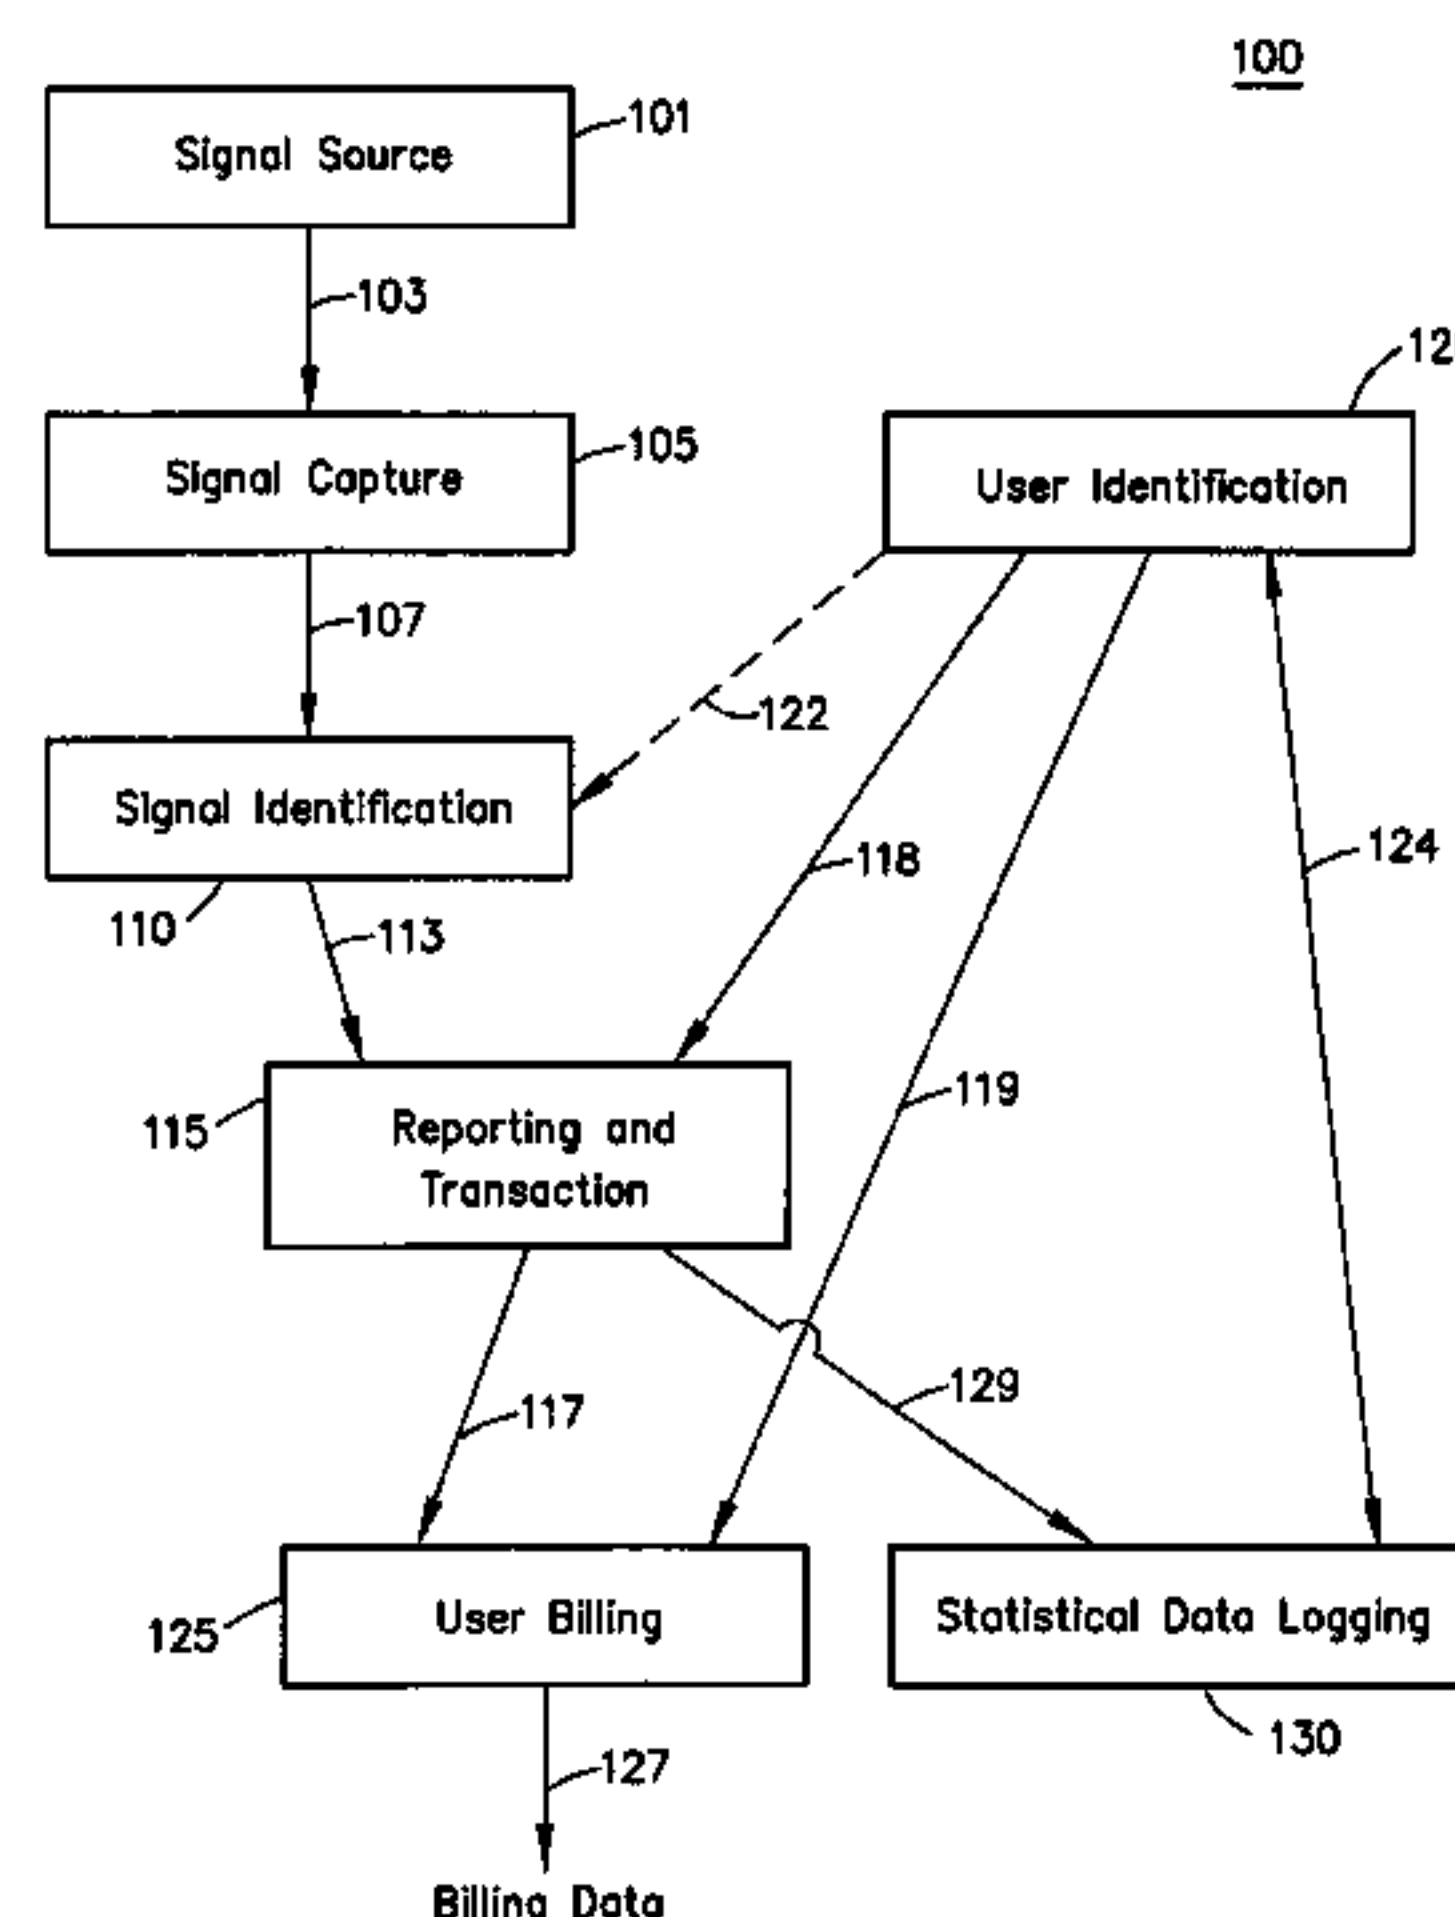 100
Signal Source
101
103
Signal Capture
105
12
User Identification
107
122
Signal Identification
110
113
118
124
115
Reporting and
Transaction
119
117
129
125
User Billing
Statistical Data Logging
130
127
Billing Data